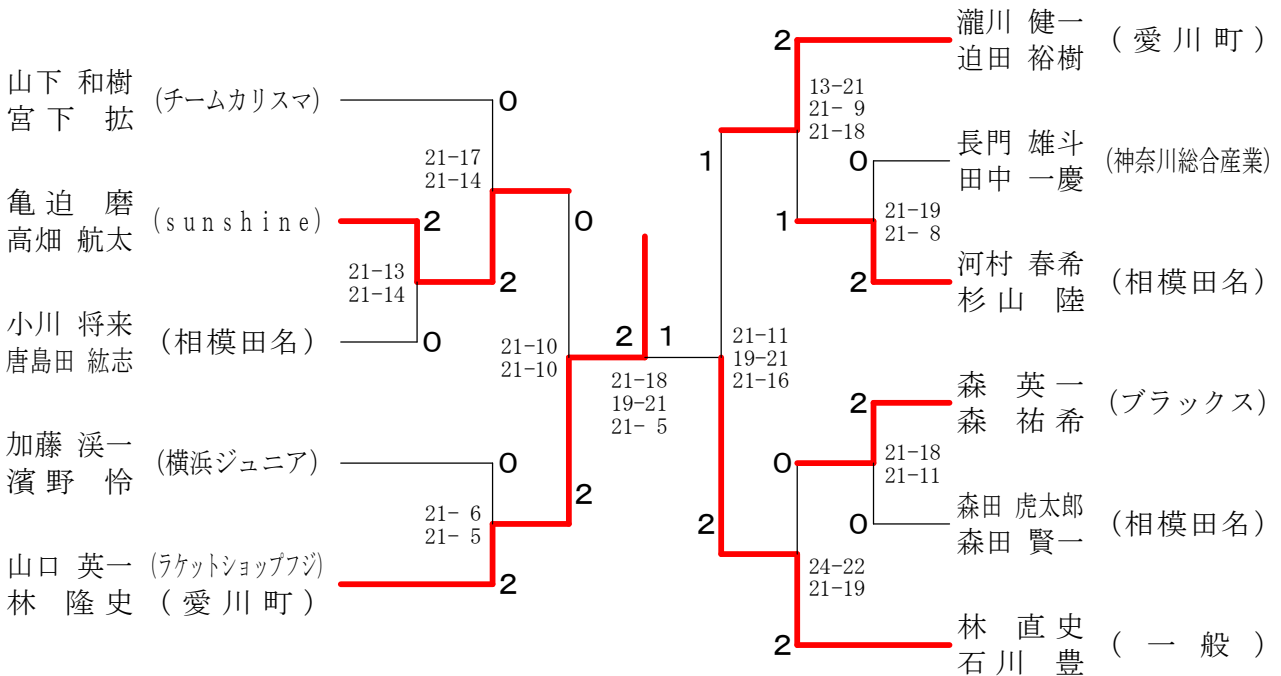 山下 和樹
宮下 拡
(チームカリスマ)
0
21-17
21-14
亀迫 磨
高畑 航太
(sunshine)
2
2
21-13
21-14
小川 将来
唐島田 紘志
(相模田名)
0
0
21-10
21-10
加藤 渓一
濱野 怜
(横浜ジュニア)
0
2
21- 6
21- 5
山口 英一 (ラケットショップフジ)
林 隆史 (愛川町)
2
2
1
21-18
19-21
21- 5
瀧川 健一
迫田 裕樹
(愛川町)
2
13-21
21- 9
21-18
1
長門 雄斗
田中 一慶
(神奈川総合産業)
0
1
21-19
21- 8
河村 春希
杉山 陸
(相模田名)
2
21-11
19-21
21-16
森 英一
森 祐希
(ブラックス)
2
0
21-18
21-11
森田 虎太郎
森田 賢一
(相模田名)
0
2
24-22
21-19
林 直史
石川 豊
(一般)
2